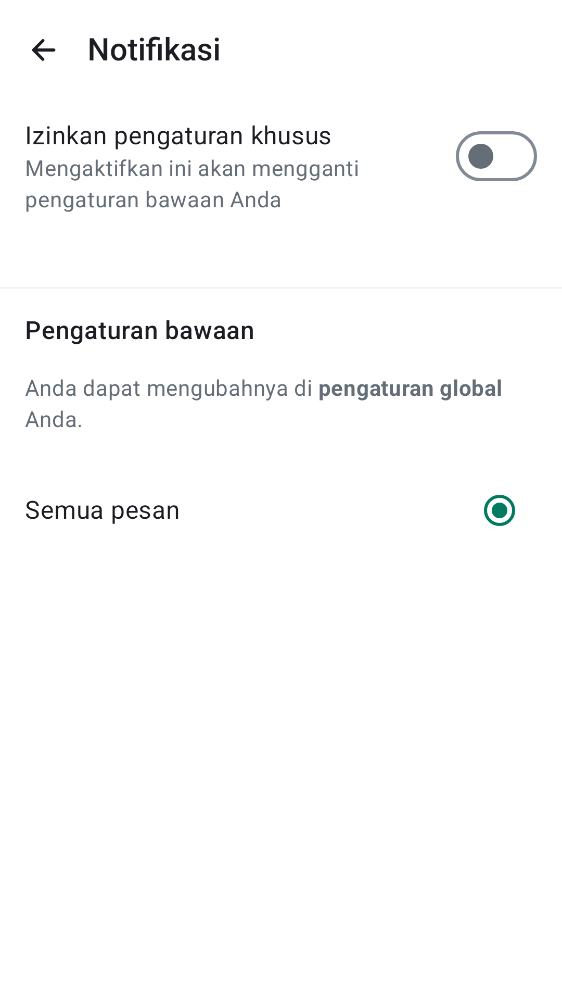 Notifikasi
Izinkan pengaturan khusus
Mengaktifkan ini akan mengganti
pengaturan bawaan Anda
Pengaturan bawaan
Anda dapat mengubahnya di pengaturan global
Anda.
Semua pesan